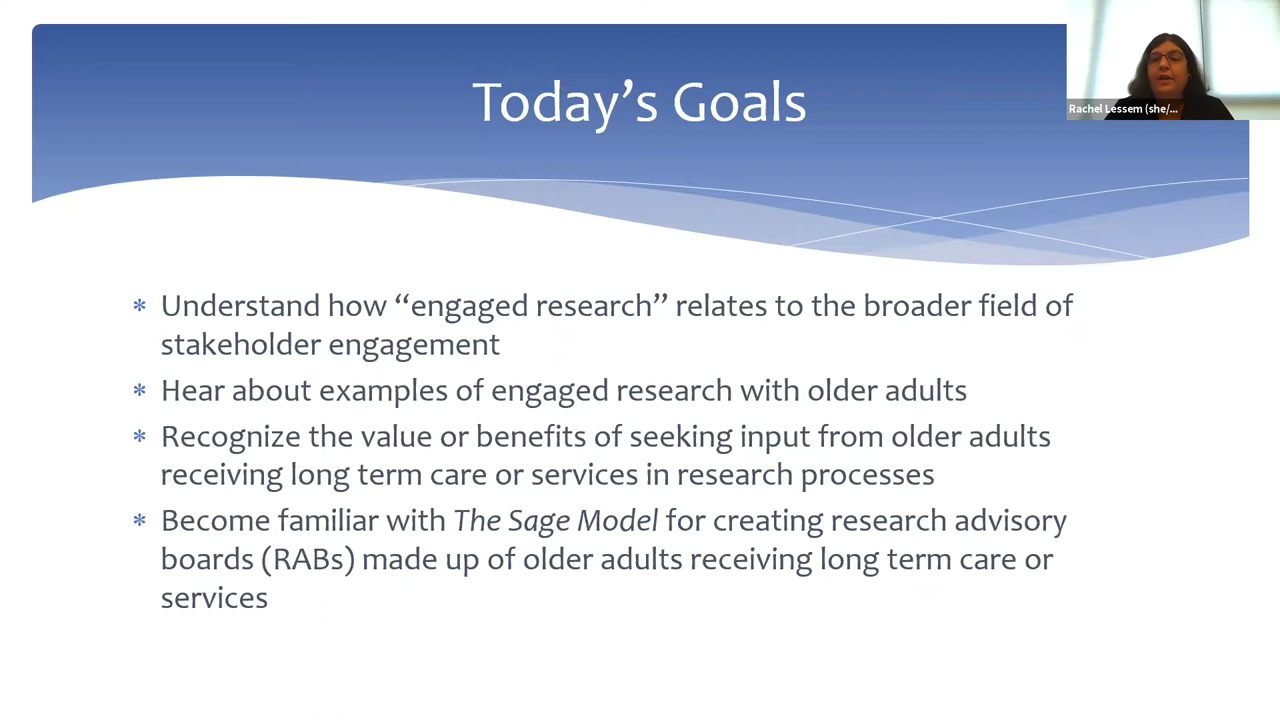 Today’s Goals
Rachel Lessem (she/...
* Understand how “engaged research” relates to the broader field of
stakeholder engagement
* Hear about examples of engaged research with older adults
* Recognize the value or benefits of seeking input from older adults
receiving long term care or services in research processes
* Become familiar with The Sage Model for creating research advisory
boards (RABs) made up of older adults receiving long term care or
services